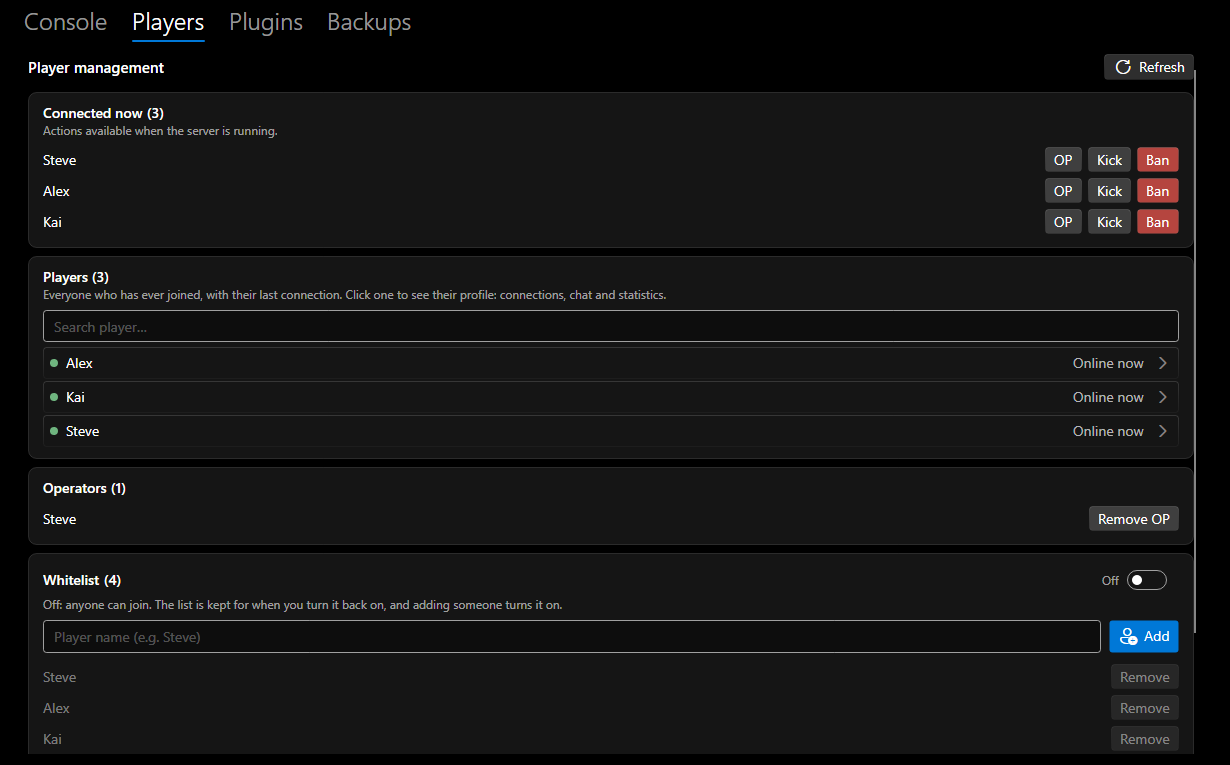 Console Players Plugins Backups
Player management
Refresh
Connected now (3)
Actions available when the server is running.
Steve OP Kick Ban
Alex OP Kick Ban
Kai OP Kick Ban
Players (3)
Everyone who has ever joined, with their last connection. Click one to see their profile: connections, chat and statistics.
Search player...
Alex Online now
Kai Online now
Steve Online now
Operators (1)
Steve Remove OP
Whitelist (4) Off
Off: anyone can join. The list is kept for when you turn it back on, and adding someone turns it on.
Player name (e.g. Steve) Add
Steve Remove
Alex Remove
Kai Remove